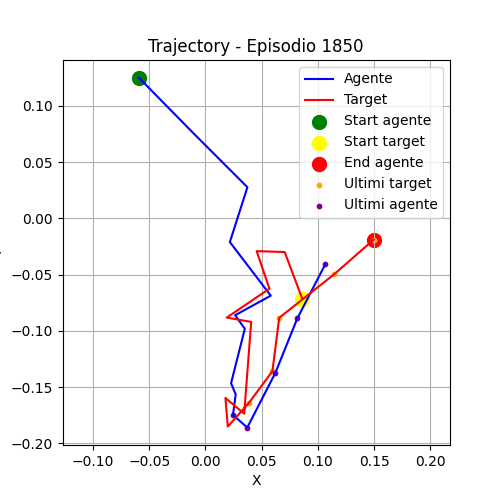 Trajectory - Episodio 1850
Agente
Target
Start agente
Start target
End agente
Ultimi target
Ultimi agente
0.10
0.05
0.00
−0.05
−0.10
−0.15
−0.20
−0.10
−0.05
0.00
0.05
0.10
0.15
0.20
X